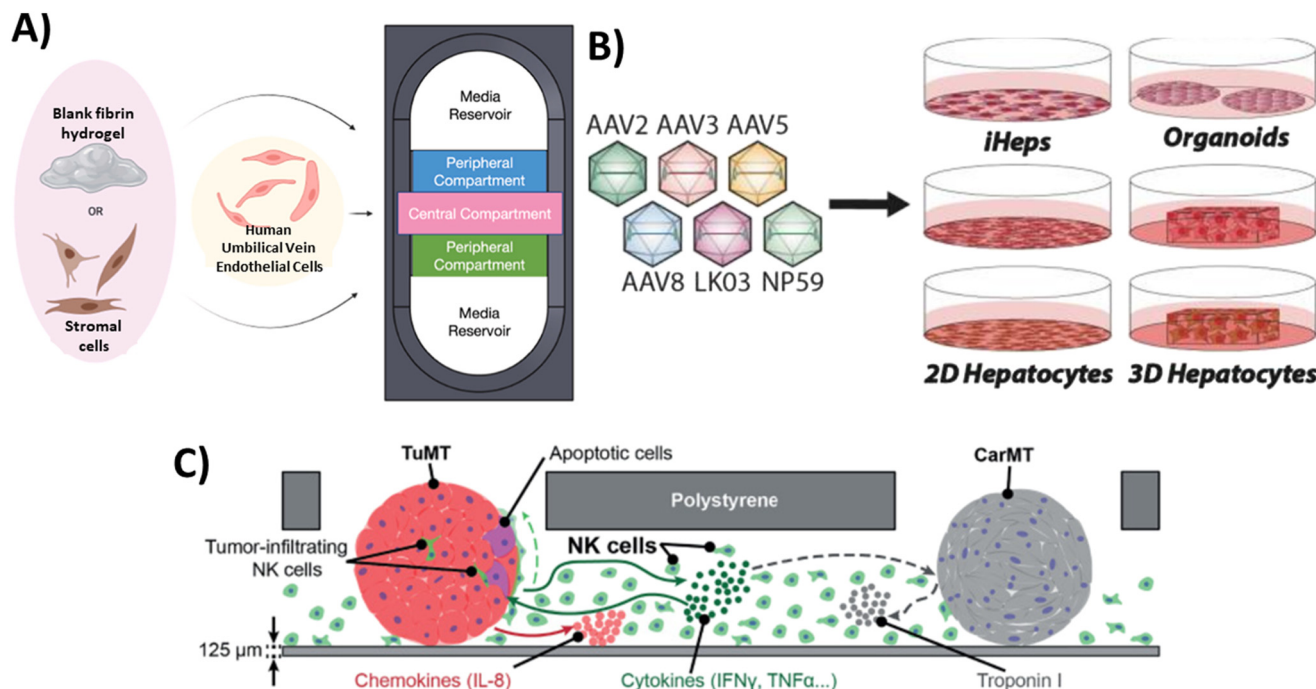 A)
Blank fibrin
hydrogel
OR
Stromal
cells
Human
Umbilical Vein
Endothelial Cells
Media
Reservoir
Peripheral
Compartment
Central Compartment
Peripheral
Compartment
Media
Reservoir
B)
AAV2 AAV3 AAV5
AAV8 LK03 NP59
iHeps
Organoids
2D Hepatocytes
3D Hepatocytes
C)
TuMT
Apoptotic cells
CarMT
Polystyrene
Tumor-infiltrating
NK cells
NK cells
125 µm
Chemokines (IL-8)
Cytokines (IFNγ, TNFα...)
Troponin I